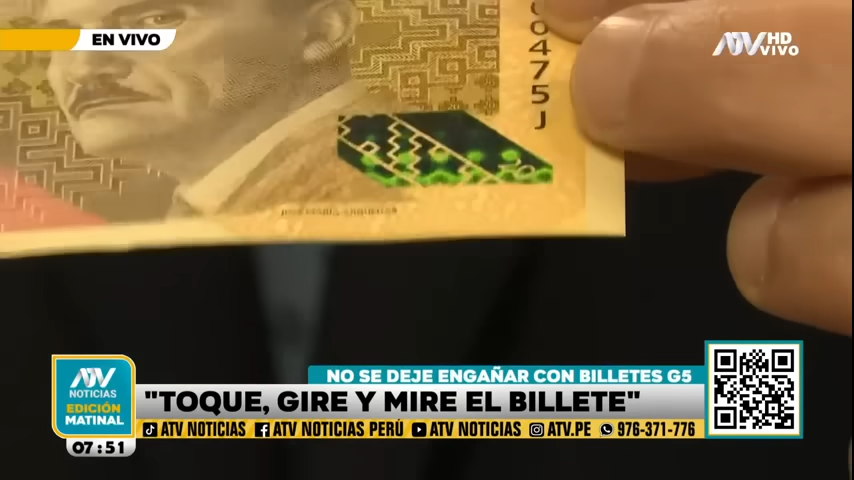 EN VIVO
ATV HD
VIVO
0475J
NO SE DEJE ENGAÑAR CON BILLETES G5
"TOQUE, GIRE Y MIRE EL BILLETE"
ATV
NOTICIAS
EDICIÓN
MATINAL
07:51
ATV NOTICIAS ATV NOTICIAS PERÚ ATV NOTICIAS ATV.PE 976-371-776